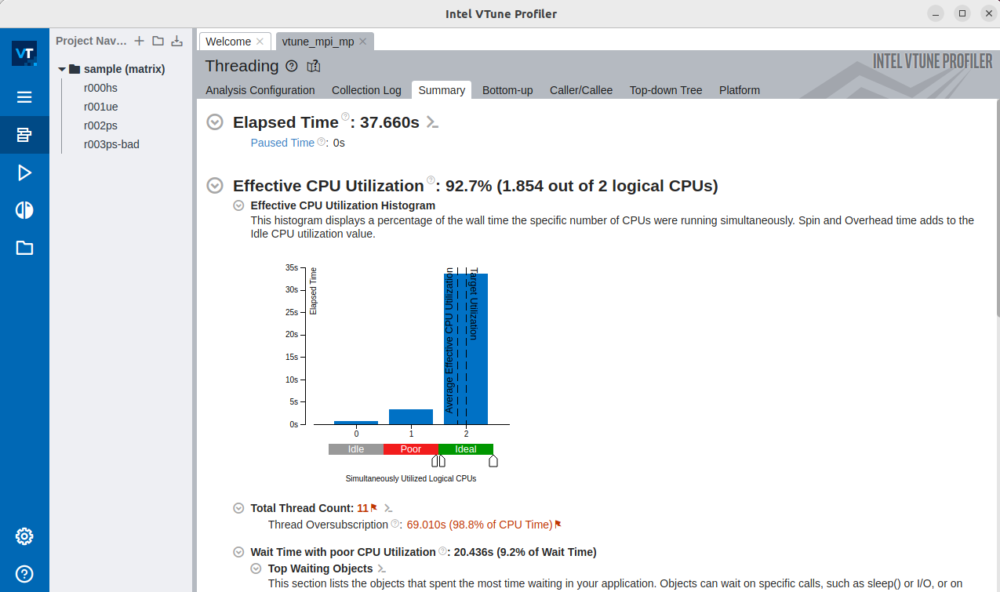 Intel VTune Profiler
VT
Project Nav...
sample (matrix)
r000hs
r001ue
r002ps
r003ps-bad
Welcome
vtune_mpi_mp
Threading
INTEL VTUNE PROFILER
Analysis Configuration
Collection Log
Summary
Bottom-up
Caller/Callee
Top-down Tree
Platform
Elapsed Time: 37.660s
Paused Time: 0s
Effective CPU Utilization: 92.7% (1.854 out of 2 logical CPUs)
Effective CPU Utilization Histogram
This histogram displays a percentage of the wall time the specific number of CPUs were running simultaneously. Spin and Overhead time adds to the
Idle CPU utilization value.
35s
30s
25s
20s
15s
10s
5s
0s
Elapsed Time
Average Effective CPU Utilization
Target Utilization
0
1
2
Idle
Poor
Ideal
Simultaneously Utilized Logical CPUs
Total Thread Count: 11
Thread Oversubscription: 69.010s (98.8% of CPU Time)
Wait Time with poor CPU Utilization: 20.436s (9.2% of Wait Time)
Top Waiting Objects
This section lists the objects that spent the most time waiting in your application. Objects can wait on specific calls, such as sleep() or I/O, or on